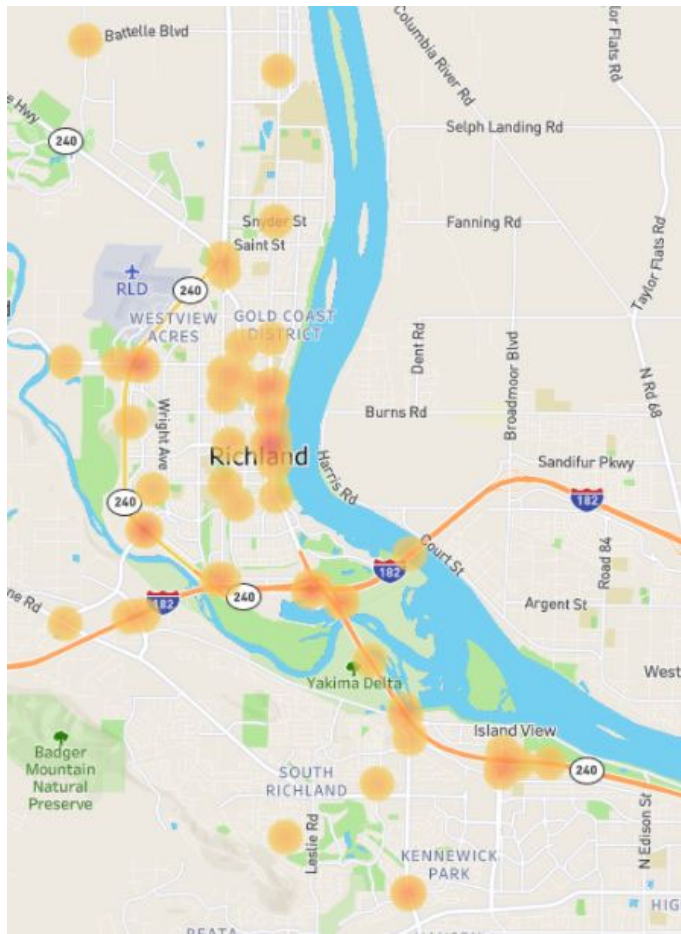 Battelle Blvd
Columbia River Rd
Taylor Flats Rd
Hwy
240
Selph Landing Rd
Snyder St
Fanning Rd
Saint St
RLD
240
Taylor Flats Rd
WESTVIEW
ACRES
GOLD COAST
DISTRICT
Dent Rd
Broadmoor Blvd
N Rd 68
Wright Ave
Burns Rd
Richland
Harris Rd
Sandifur Pkwy
240
182
182
Court St
Road 84
182
240
Argent St
Rd
Yakima Delta
West
Island View
Badger
Mountain
Natural
Preserve
SOUTH
RICHLAND
240
Leslie Rd
N Edison St
KENNEWICK
PARK